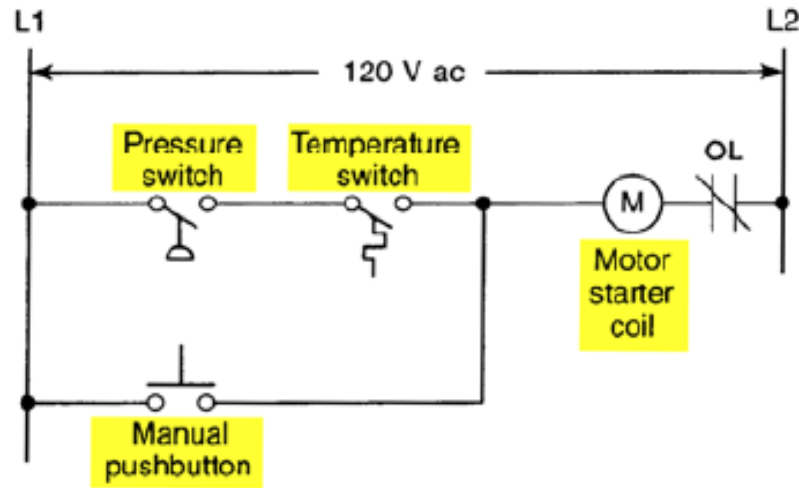 L1
L2
120 V ac
Pressure
switch
Temperature
switch
OL
M
Motor
starter
coil
Manual
pushbutton